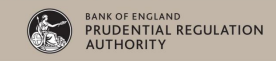 BANK OF ENGLAND
PRUDENTIAL REGULATION
AUTHORITY